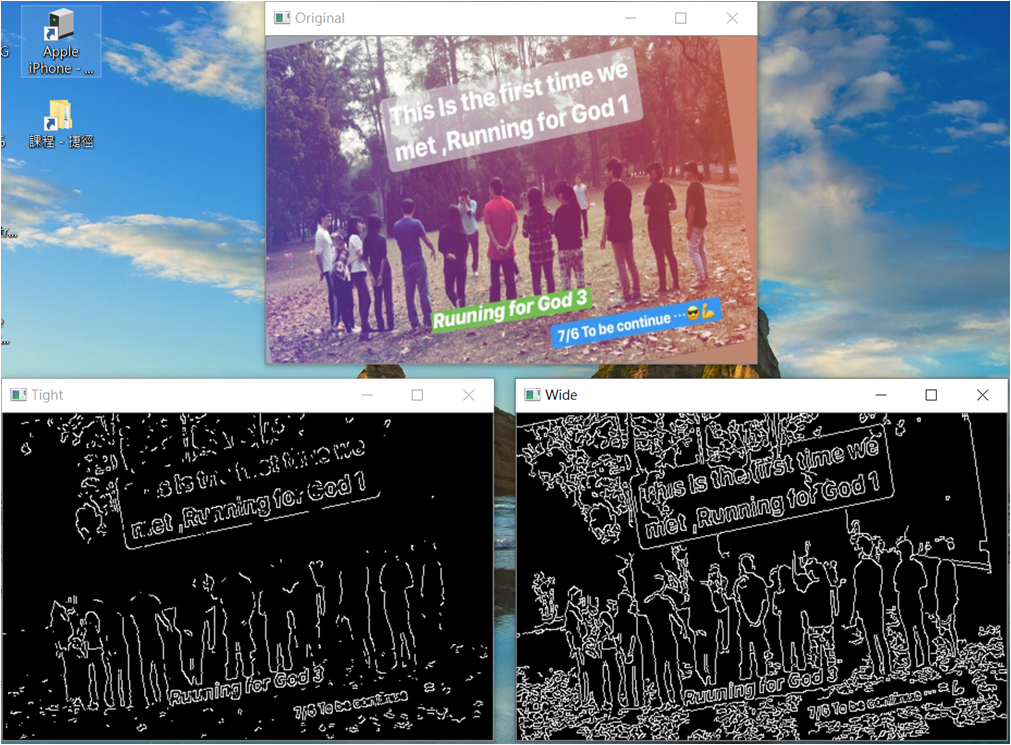 Apple
iPhone - ...
課程 - 捷徑
tr...
Original
This Is the first time we
met ,Running for God 1
Ruuning for God 3
7/6 To be continue ...😎💪
Tight
s Is the first time we
met ,Running for God 1
Ruuning for God 3
7/6 To be continue
Wide
This Is the first time we
met ,Running for God 1
Ruuning for God 3
7/6 To be continue ...